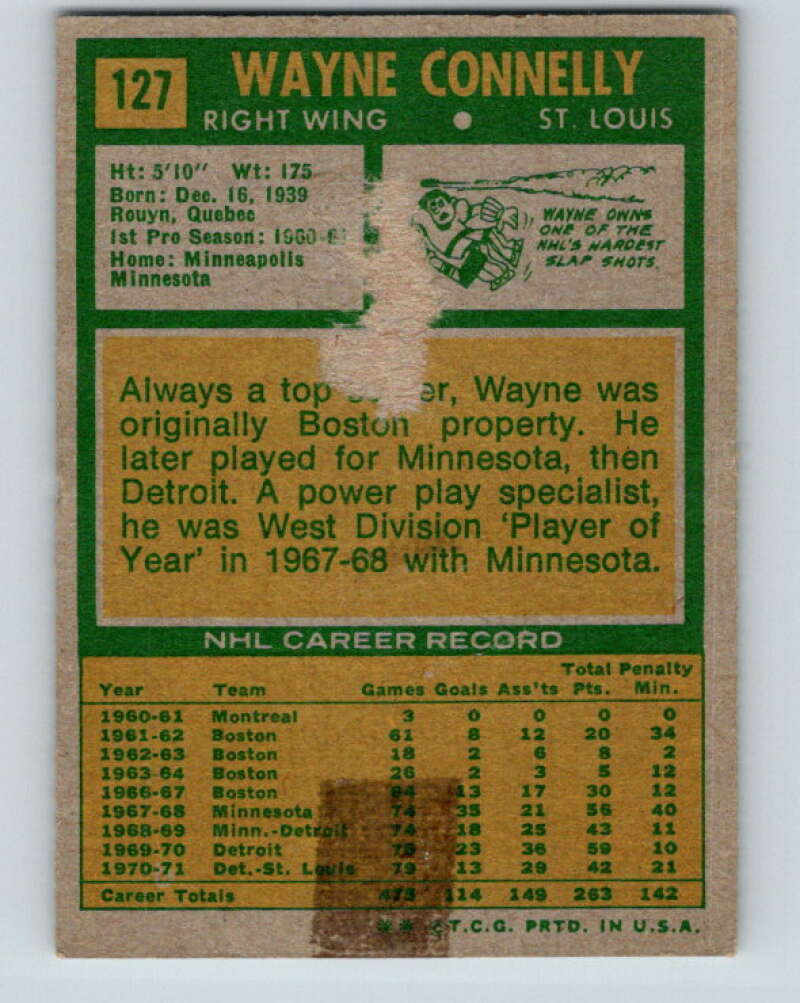 127
WAYNE CONNELLY
RIGHT WING • ST. LOUIS
Ht: 5'10" Wt: 175
Born: Dec. 16, 1939
Rouyn, Quebec
1st Pro Season: 1960-61
Home: Minneapolis
Minnesota
WAYNE OWNS
ONE OF THE
NHL'S HARDEST
SLAP SHOTS.
Always a top Wayne was
originally Boston property. He
later played for Minnesota, then
Detroit. A power play specialist,
he was West Division 'Player of
Year' in 1967-68 with Minnesota.
NHL CAREER RECORD
Total Penalty
Year Team Games Goals Ass'ts Pts. Min.
1960-61 Montreal 3 0 0 0 0
1961-62 Boston 61 8 12 20 34
1962-63 Boston 18 2 6 8 2
1963-64 Boston 26 2 3 5 12
1966-67 Boston 64 13 17 30 12
1967-68 Minnesota 74 35 21 56 40
1968-69 Minn.-Detroit 74 18 25 43 11
1969-70 Detroit 23 36 59 10
1970-71 Det.-St. Louis 79 13 29 42 21
Career Totals 475 114 149 263 142
* * ©T.C.G. PRTD. IN U.S.A.